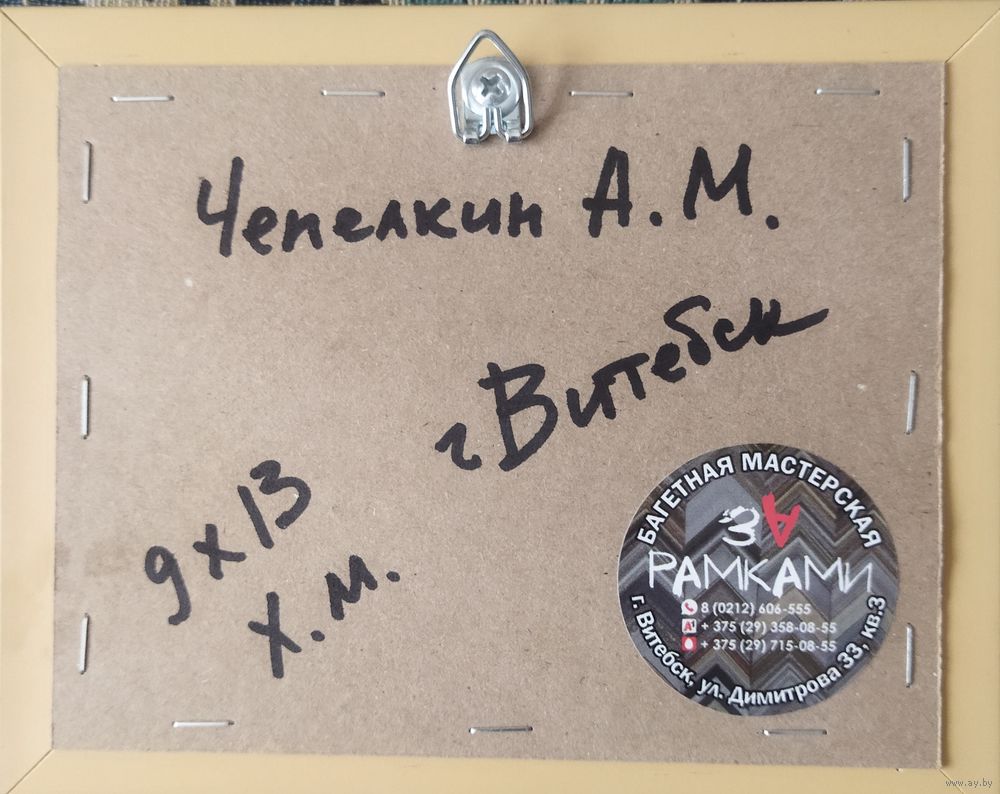 Чепелкин А. М.
г Витебск
9 х 13
Х. м.
БАГЕТНАЯ МАСТЕРСКАЯ
ЗА
РАМКАМИ
8 (0212) 606-555
+ 375 (29) 358-08-55
+ 375 (29) 715-08-55
г. Витебск, ул. Димитрова 33, кв.3
www.ay.by